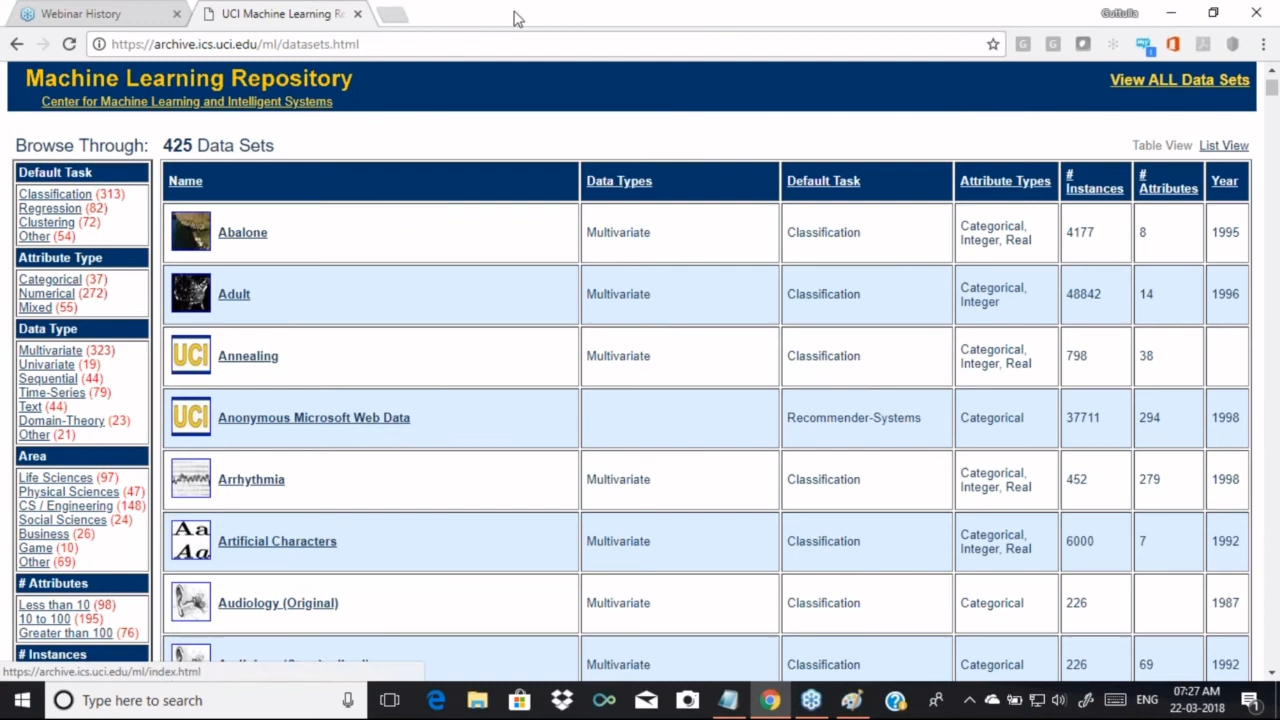 Webinar History
UCI Machine Learning Re
Guttulla
https://archive.ics.uci.edu/ml/datasets.html
Machine Learning Repository
Center for Machine Learning and Intelligent Systems
View ALL Data Sets
Browse Through:
425 Data Sets
Table View List View
Default Task
Classification (313)
Regression (82)
Clustering (72)
Other (54)
Attribute Type
Categorical (37)
Numerical (272)
Mixed (55)
Data Type
Multivariate (323)
Univariate (19)
Sequential (44)
Time-Series (79)
Text (44)
Domain-Theory (23)
Other (21)
Area
Life Sciences (97)
Physical Sciences (47)
CS / Engineering (148)
Social Sciences (24)
Business (26)
Game (10)
Other (69)
# Attributes
Less than 10 (98)
10 to 100 (195)
Greater than 100 (76)
# Instances
Name Data Types Default Task Attribute Types # Instances # Attributes Year
Abalone Multivariate Classification Categorical, Integer, Real 4177 8 1995
Adult Multivariate Classification Categorical, Integer 48842 14 1996
UCI Annealing Multivariate Classification Categorical, Integer, Real 798 38
UCI Anonymous Microsoft Web Data Recommender-Systems Categorical 37711 294 1998
Arrhythmia Multivariate Classification Categorical, Integer, Real 452 279 1998
Aa Aa Artificial Characters Multivariate Classification Categorical, Integer, Real 6000 7 1992
Audiology (Original) Multivariate Classification Categorical 226 1987
Multivariate Classification Categorical 226 69 1992
https://archive.ics.uci.edu/ml/index.html
Type here to search
ENG
07:27 AM
22-03-2018